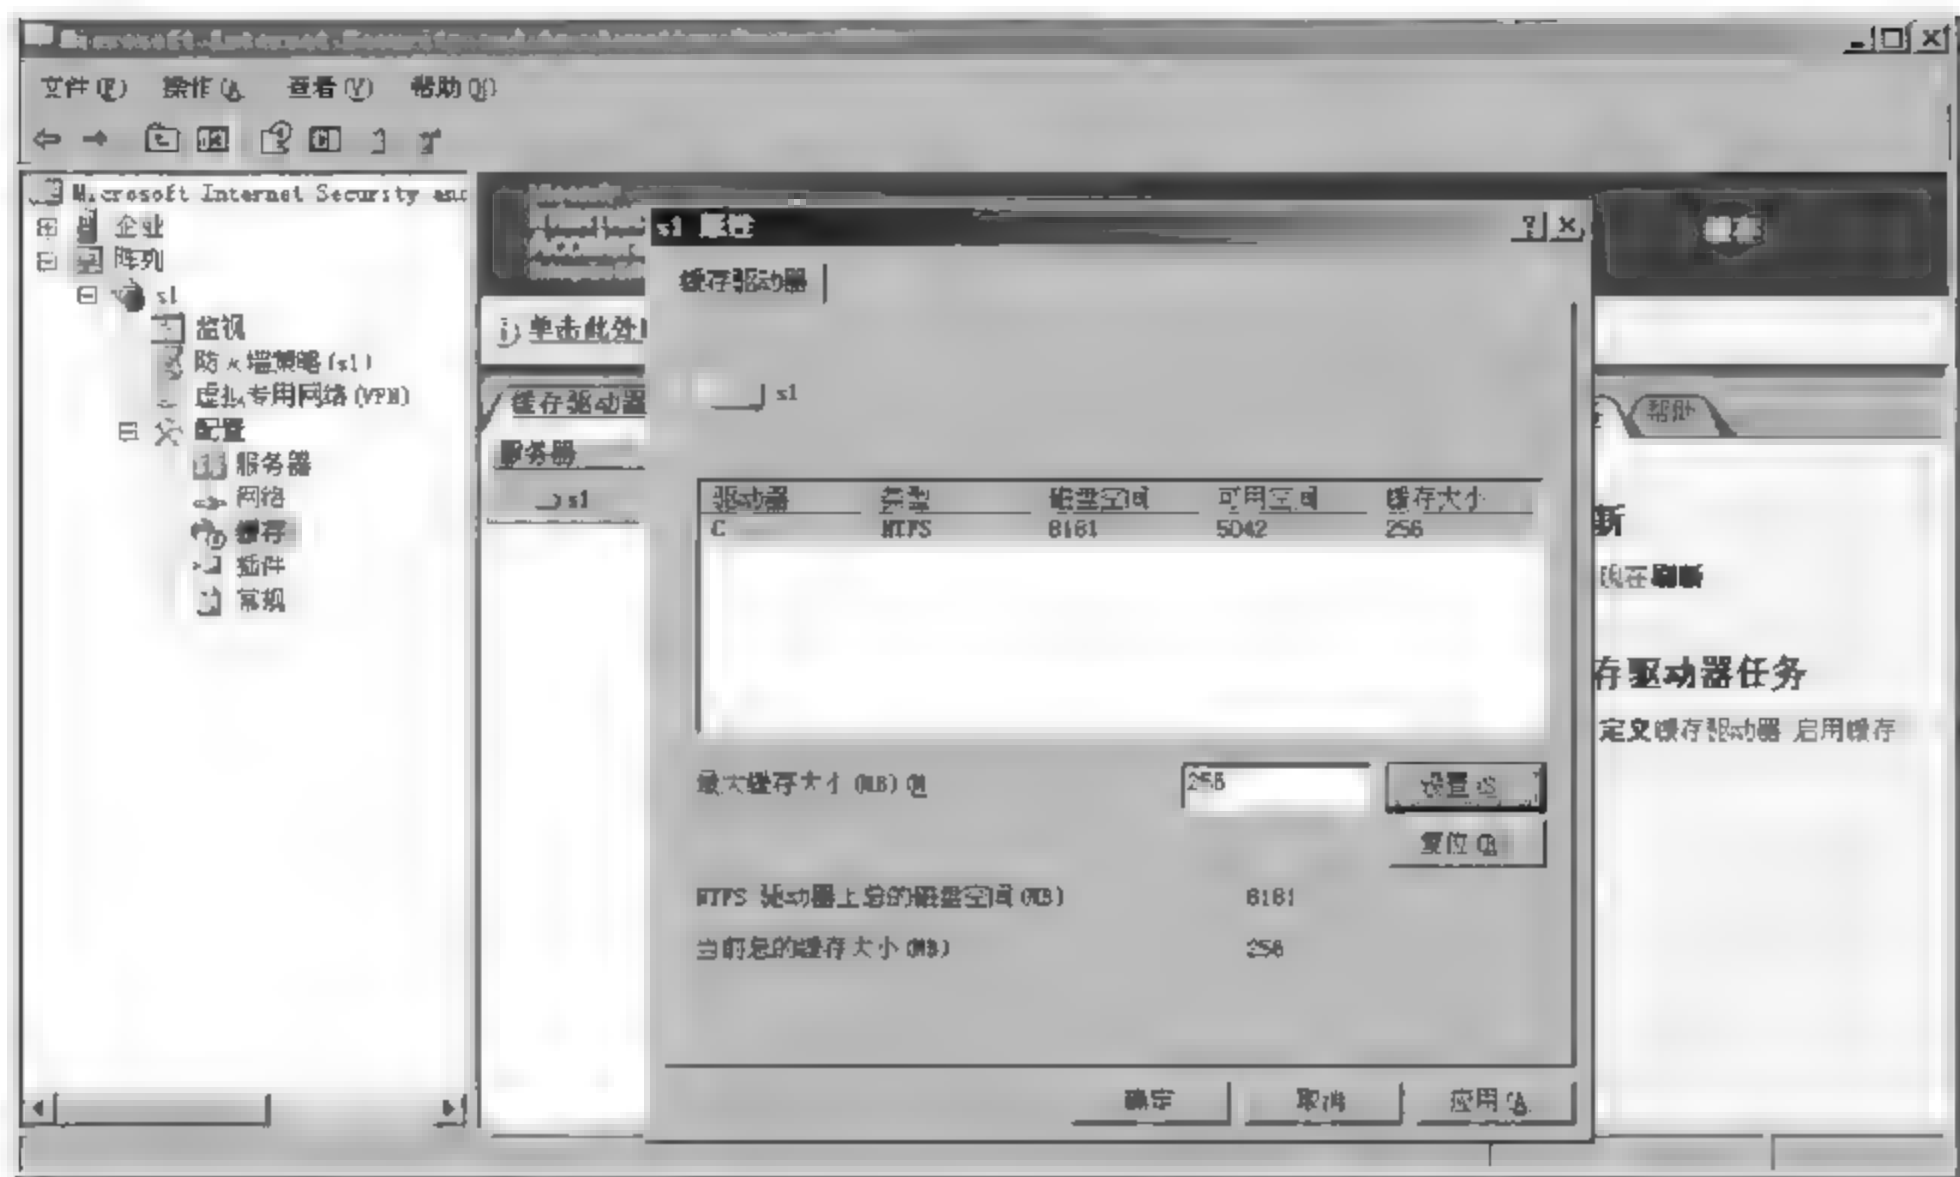 文件(F) 操作(A) 查看(V) 帮助(H)
Microsoft Internet Security and
企业
阵列
s1
监视
防火墙策略(s1)
虚拟专用网络(VPN)
配置
服务器
网络
缓存
插件
常规
单击此处
缓存驱动器
服务器
s1
s1 属性
缓存驱动器
s1
驱动器 类型 磁盘空间 可用空间 缓存大小
C NTFS 8181 5042 256
最大缓存大小(MB)(M) 256 设置(S)
复位(R)
NTFS 驱动器上总的磁盘空间(MB) 8181
当前总的缓存大小(MB) 256
确定 取消 应用(A)
帮助
新
现在刷新
存驱动器任务
定义缓存驱动器 启用缓存